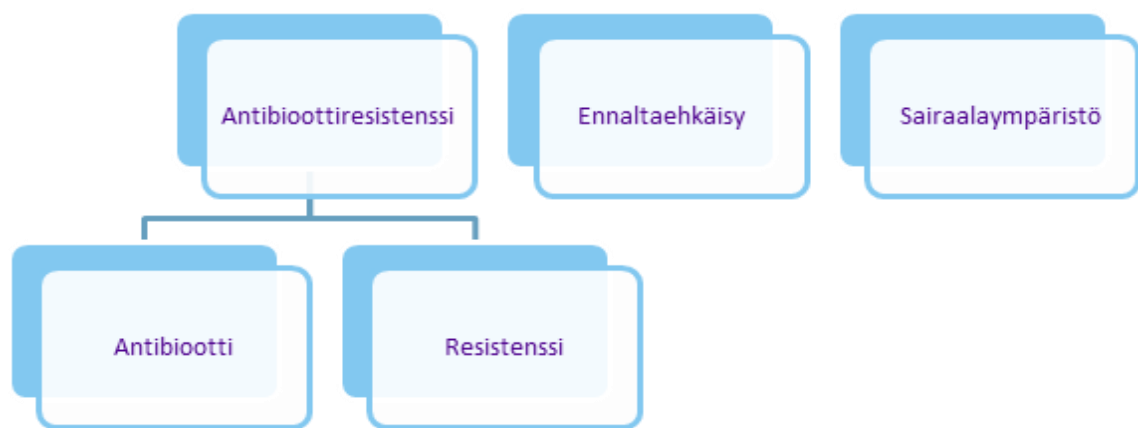 Antibioottiresistenssi
Ennaltaehkäisy
Sairaalaympäristö
Antibiootti
Resistenssi